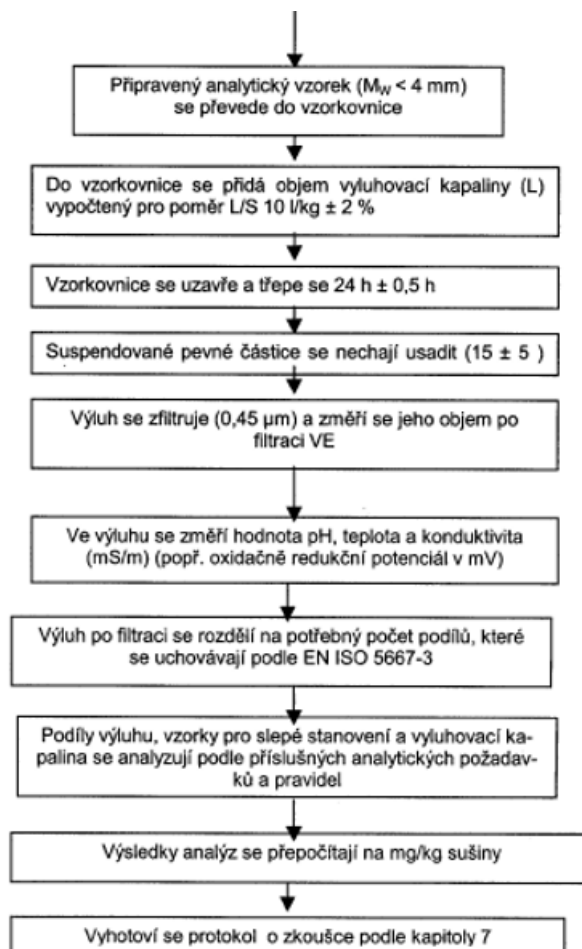 Připravený analytický vzorek (MW < 4 mm)
se převede do vzorkovnice
Do vzorkovnice se přidá objem vyluhovací kapaliny (L)
vypočtený pro poměr L/S 10 l/kg ± 2 %
Vzorkovnice se uzavře a třepe se 24 h ± 0,5 h
Suspendované pevné částice se nechají usadit (15 ± 5 )
Výluh se zfiltruje (0,45 µm) a změří se jeho objem po
filtraci VE
Ve výluhu se změří hodnota pH, teplota a konduktivita
(mS/m) (popř. oxidačně redukční potenciál v mV)
Výluh po filtraci se rozdělí na potřebný počet podílů, které
se uchovávají podle EN ISO 5667-3
Podíly výluhu, vzorky pro slepé stanovení a vyluhovací ka-
palina se analyzují podle příslušných analytických požadav-
ků a pravidel
Výsledky analýz se přepočítají na mg/kg sušiny
Vyhotoví se protokol o zkoušce podle kapitoly 7